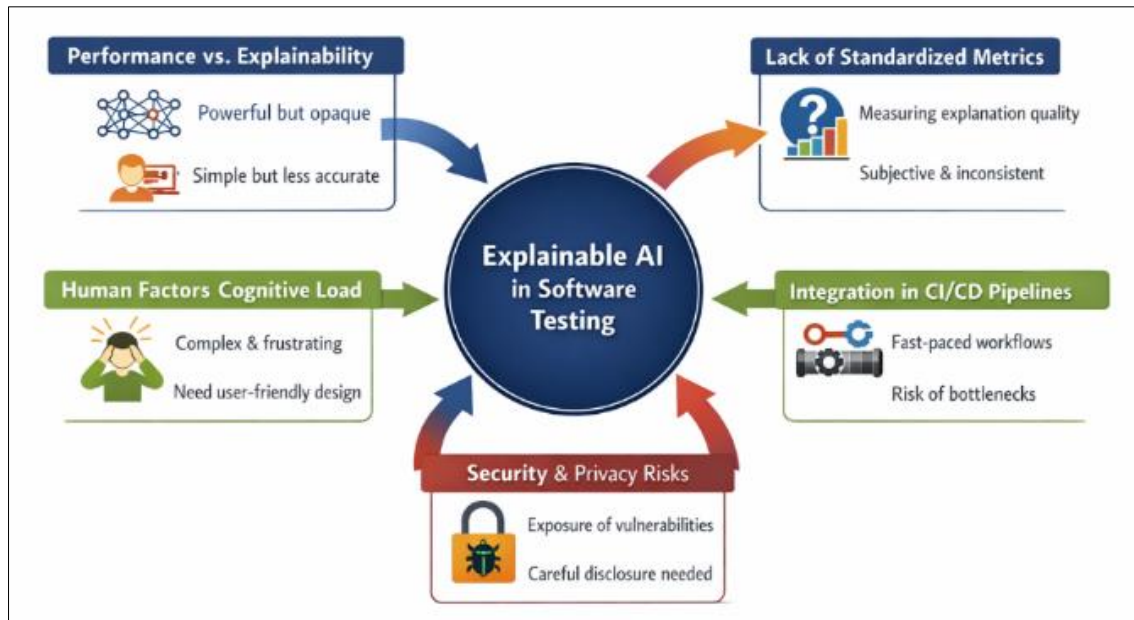 Performance vs. Explainability
Powerful but opaque
Simple but less accurate
Lack of Standardized Metrics
?
Measuring explanation quality
Subjective & inconsistent
Explainable AI
in Software
Testing
Human Factors Cognitive Load
Complex & frustrating
Need user-friendly design
Integration in CI/CD Pipelines
Fast-paced workflows
Risk of bottlenecks
Security & Privacy Risks
Exposure of vulnerabilities
Careful disclosure needed